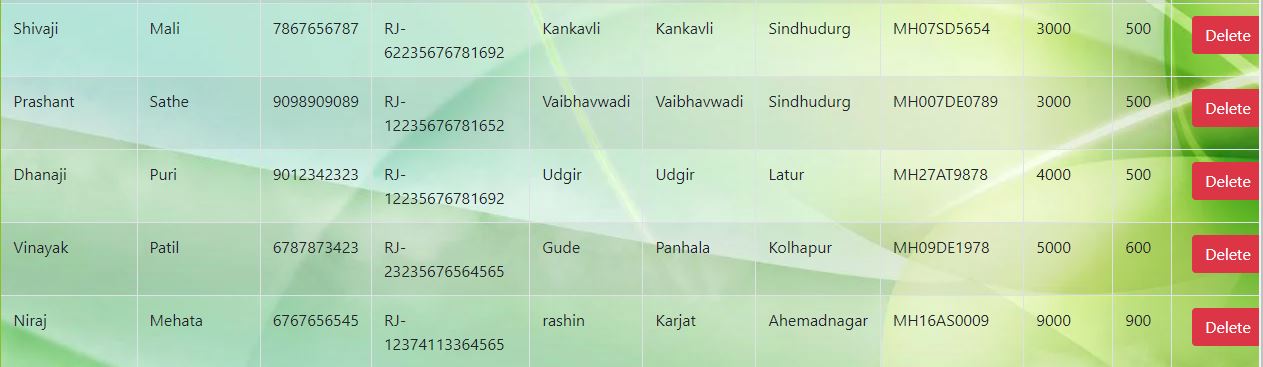 Shivaji Mali 7867656787 RJ- Kankavli Kankavli Sindhudurg MH07SD5654 3000 500 Delete
62235676781692
Prashant Sathe 9098909089 RJ- Vaibhavwadi Vaibhavwadi Sindhudurg MH007DE0789 3000 500 Delete
12235676781652
Dhanaji Puri 9012342323 RJ- Udgir Udgir Latur MH27AT9878 4000 500 Delete
12235676781692
Vinayak Patil 6787873423 RJ- Gude Panhala Kolhapur MH09DE1978 5000 600 Delete
23235676564565
Niraj Mehata 6767656545 RJ- rashin Karjat Ahemadnagar MH16AS0009 9000 900 Delete
12374113364565